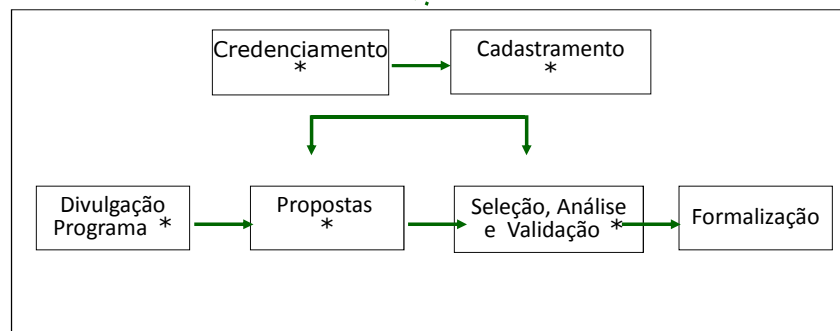 Credenciamento
*
Cadastramento
*
Divulgação
Programa *
Propostas
*
Seleção, Análise
e Validação *
Formalização